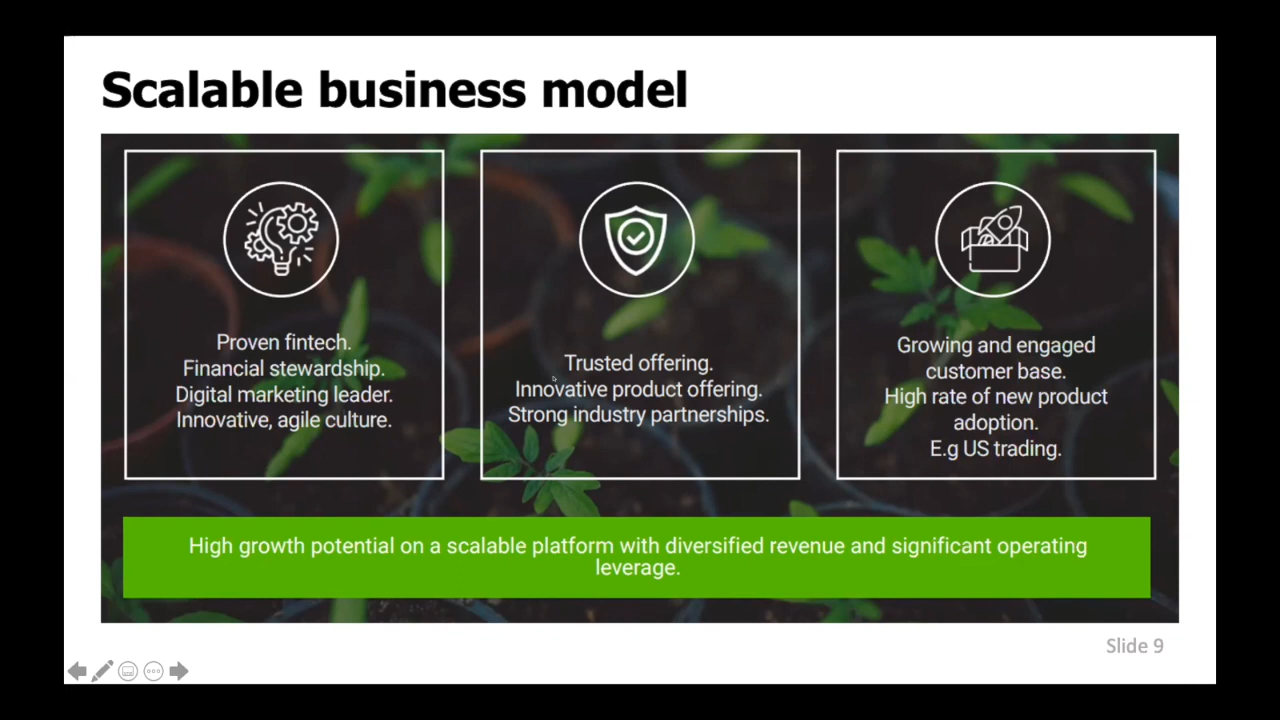 Scalable business model
Proven fintech.
Financial stewardship.
Digital marketing leader.
Innovative, agile culture.
Trusted offering.
Innovative product offering.
Strong industry partnerships.
Growing and engaged
customer base.
High rate of new product
adoption.
E.g US trading.
High growth potential on a scalable platform with diversified revenue and significant operating
leverage.
Slide 9